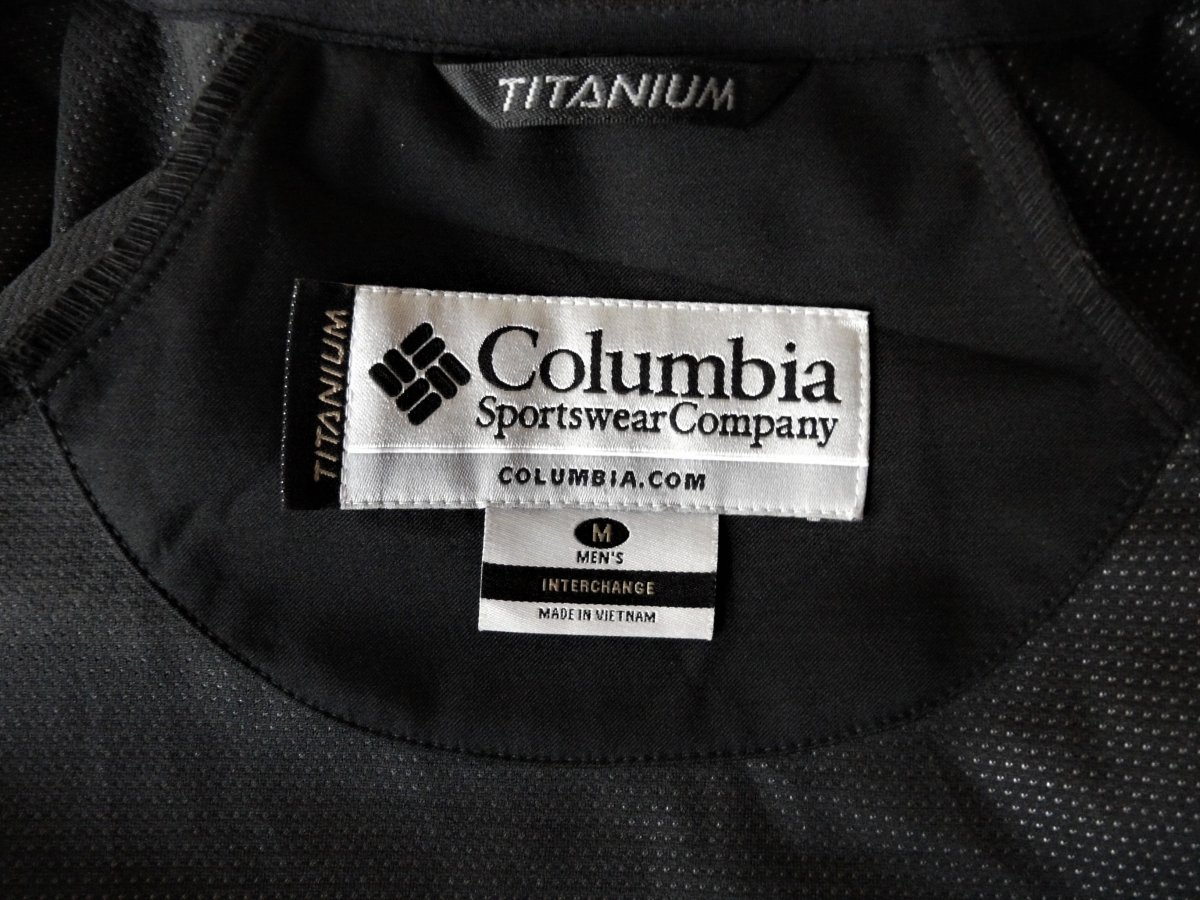 TITANIUM
TITANIUM
Columbia
Sportswear Company
COLUMBIA.COM
M
MEN'S
INTERCHANGE
MADE IN VIETNAM